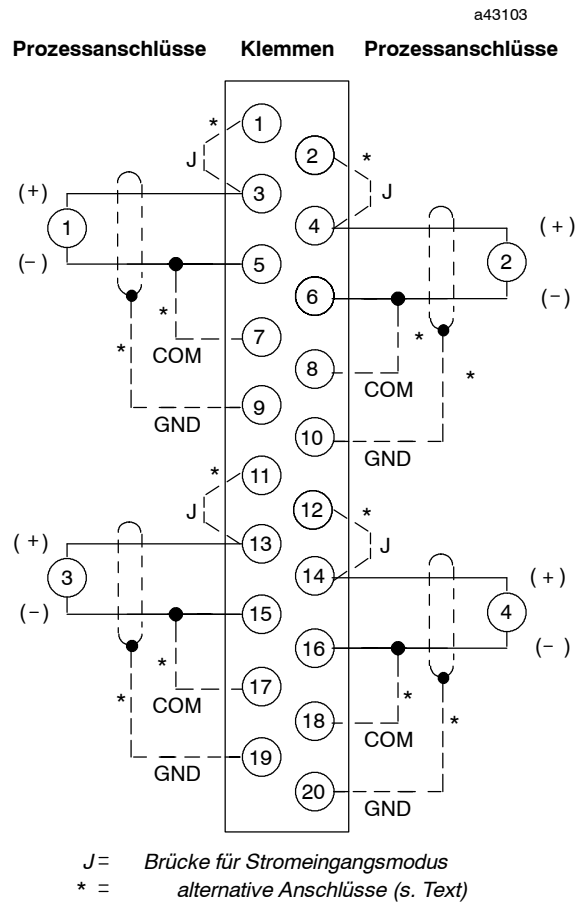 a43103
Prozessanschlüsse Klemmen Prozessanschlüsse
* 1
2 *
J
(+) 3 J
1 4 (+)
(-) 5 2
6 (-)
* 7 *
* COM 8 *
9 COM
GND 10
* 11 GND
J 12 *
(+) 13 J
3 14 (+)
(-) 15 4
16 (-)
* 17 *
* COM 18 *
19 COM
GND 20
GND
J = Brücke für Stromeingangsmodus
* = alternative Anschlüsse (s. Text)